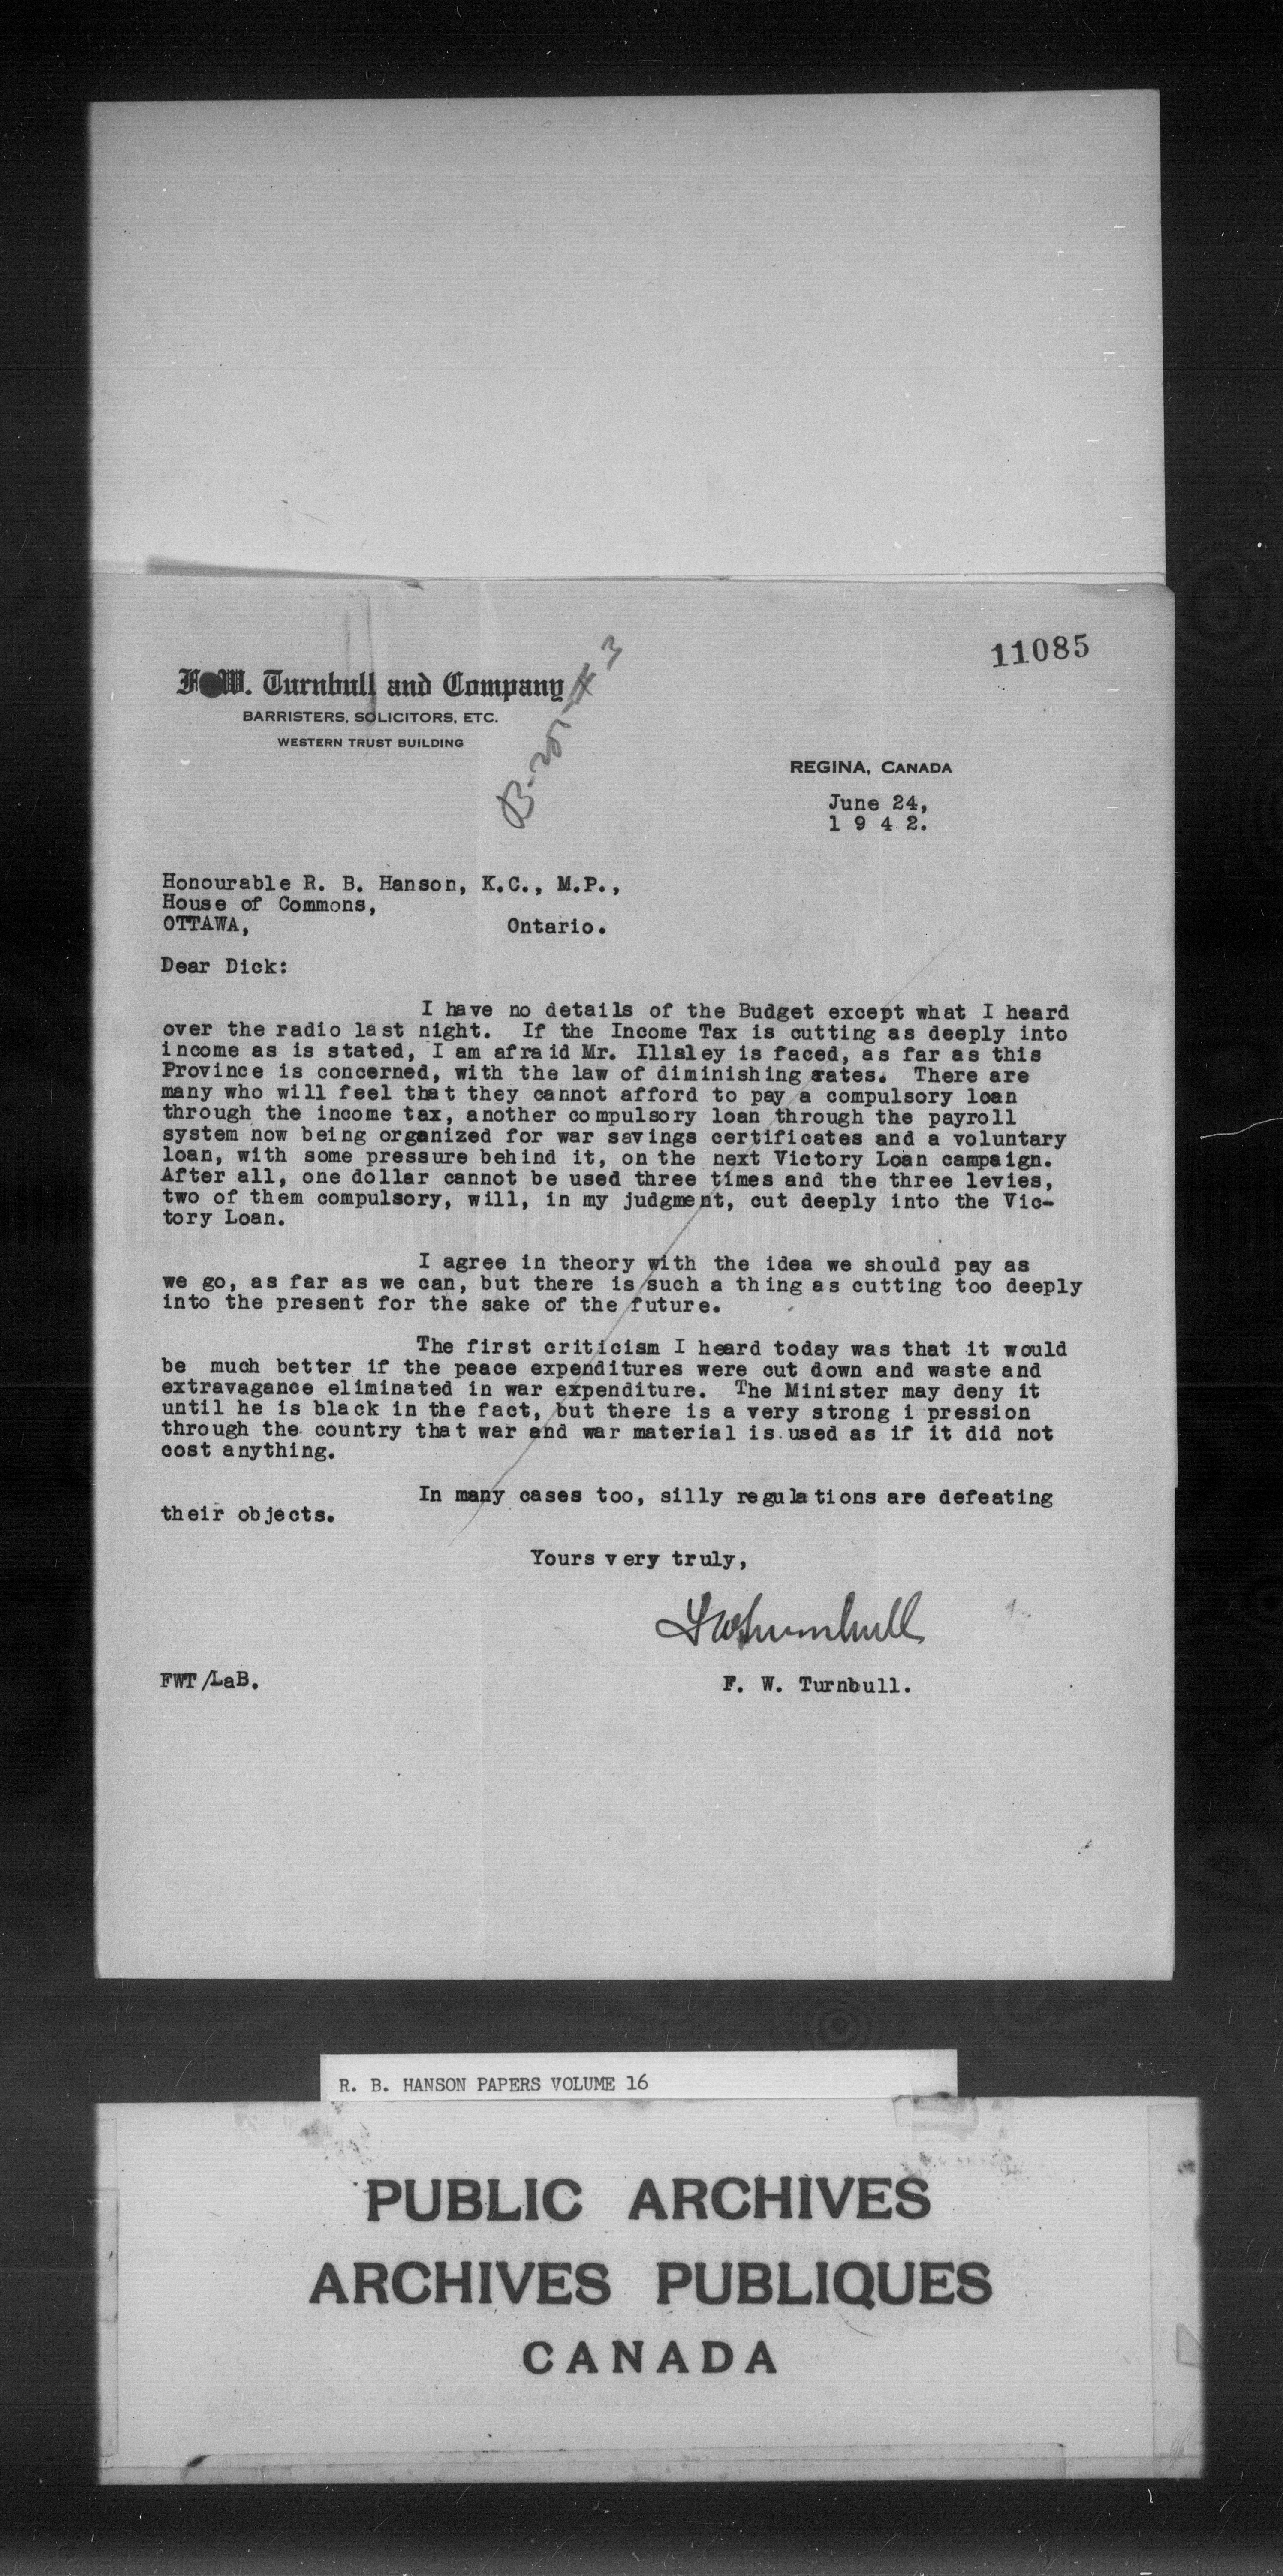 11085
F. W. Turnbull and Company
BARRISTERS, SOLICITORS, ETC.
WESTERN TRUST BUILDING
B-201-#3
REGINA, CANADA
June 24,
1 9 4 2.
Honourable R. B. Hanson, K.C., M.P.,
House of Commons,
OTTAWA, Ontario.
Dear Dick:
I have no details of the Budget except what I heard
over the radio last night. If the Income Tax is cutting as deeply into
income as is stated, I am afraid Mr. Illsley is faced, as far as this
Province is concerned, with the law of diminishing rates. There are
many who will feel that they cannot afford to pay a compulsory loan
through the income tax, another compulsory loan through the payroll
system now being organized for war savings certificates and a voluntary
loan, with some pressure behind it, on the next Victory Loan campaign.
After all, one dollar cannot be used three times and the three levies,
two of them compulsory, will, in my judgment, cut deeply into the Vic-
tory Loan.
I agree in theory with the idea we should pay as
we go, as far as we can, but there is such a thing as cutting too deeply
into the present for the sake of the future.
The first criticism I heard today was that it would
be much better if the peace expenditures were cut down and waste and
extravagance eliminated in war expenditure. The Minister may deny it
until he is black in the fact, but there is a very strong i pression
through the country that war and war material is used as if it did not
cost anything.
In many cases too, silly regulations are defeating
their objects.
Yours very truly,
FWTurnbull
FWT/LaB.
F. W. Turnbull.
R. B. HANSON PAPERS VOLUME 16
PUBLIC ARCHIVES
ARCHIVES PUBLIQUES
CANADA